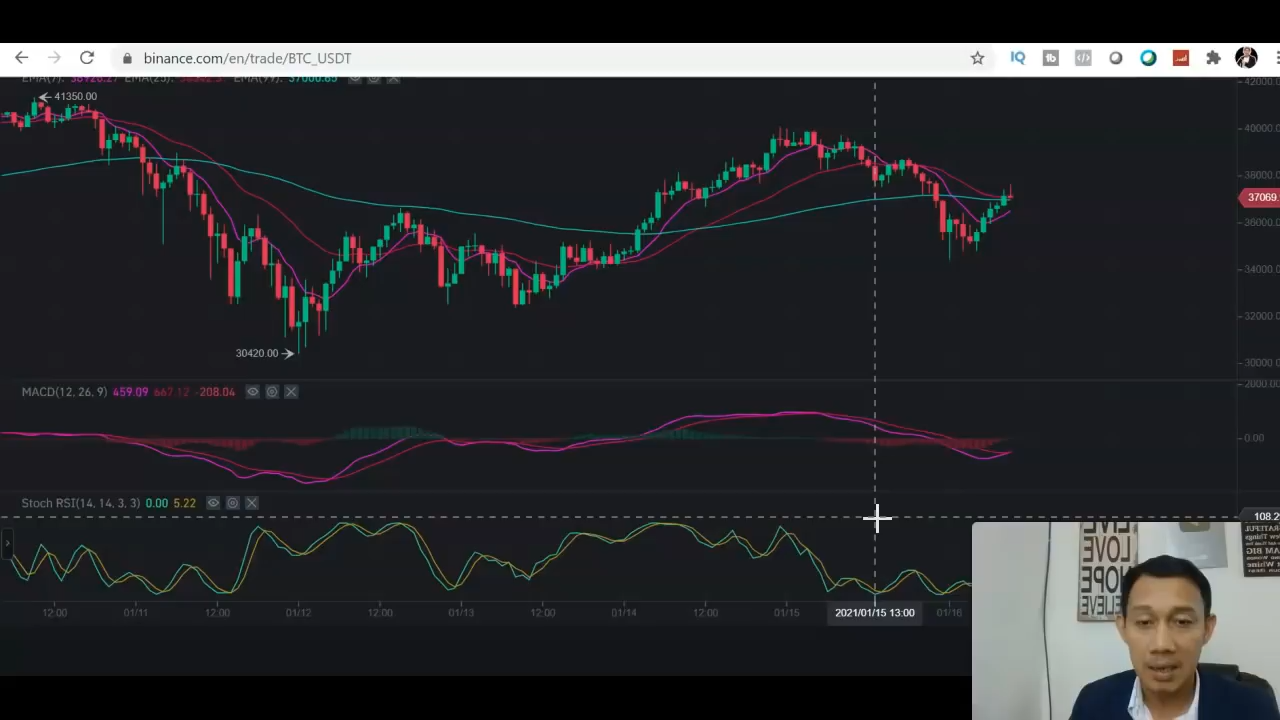 binance.com/en/trade/BTC_USDT
41350.00
42000.0
40000.0
38000.0
37069.
36000.0
34000.0
32000.0
30420.00
30000.0
MACD(12, 26, 9) 459.09 667.12 -208.04
2000.00
0.00
Stoch RSI(14, 14, 3, 3) 0.00 5.22
108.2
12:00 01/11 12:00 01/12 12:00 01/13 12:00 01/14 12:00 01/15 2021/01/15 13:00 01/16
LIVE
LOVE
HOPE